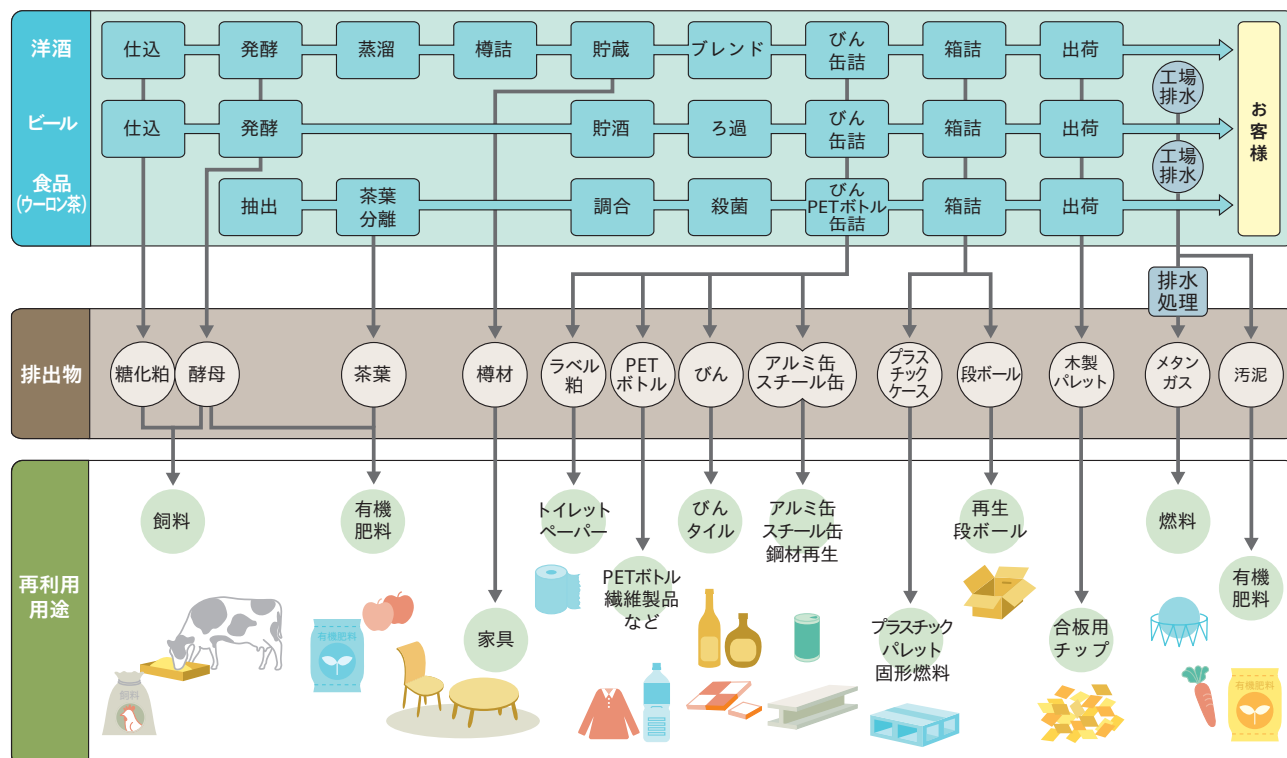 洋酒
仕込
発酵
蒸溜
樽詰
貯蔵
ブレンド
びん
缶詰
箱詰
出荷
工場
排水
お客様
ビール
仕込
発酵
貯酒
ろ過
びん
缶詰
箱詰
出荷
工場
排水
食品
(ウーロン茶)
抽出
茶葉
分離
調合
殺菌
びん
PETボトル
缶詰
箱詰
出荷
排水
処理
排出物
糖化粕
酵母
茶葉
樽材
ラベル
粕
PET
ボトル
びん
アルミ缶
スチール缶
プラス
チック
ケース
段ボール
木製
パレット
メタン
ガス
汚泥
再利用
用途
飼料
有機
肥料
トイレット
ペーパー
びん
タイル
アルミ缶
スチール缶
鋼材再生
再生
段ボール
燃料
PETボトル
繊維製品
など
有機
肥料
家具
プラスチック
パレット
固形燃料
合板用
チップ
有機肥料
飼料
有機肥料